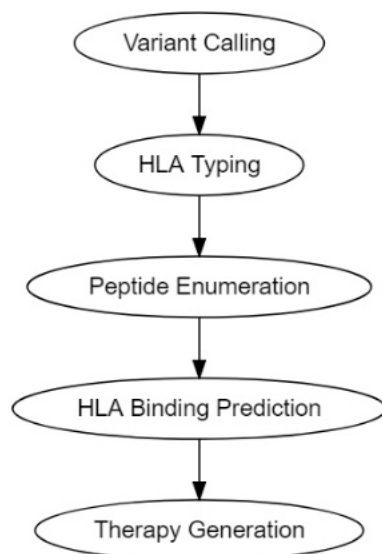 Variant Calling
HLA Typing
Peptide Enumeration
HLA Binding Prediction
Therapy Generation